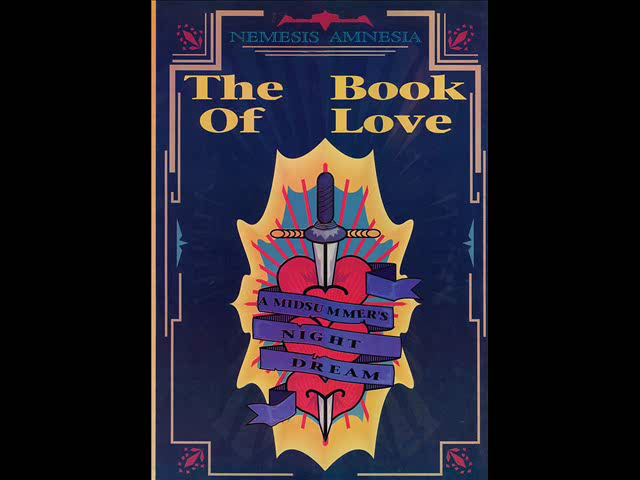 NEMESIS AMNESIA
The Book
Of Love
A MIDSUMMER'S
NIGHT
DREAM